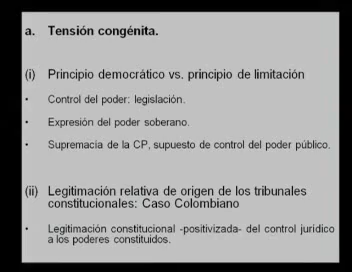 a. Tensión congénita.
(i) Principio democrático vs. principio de limitación
• Control del poder: legislación.
• Expresión del poder soberano.
• Supremacía de la CP, supuesto de control del poder público.
(ii) Legitimación relativa de origen de los tribunales
constitucionales: Caso Colombiano
• Legitimación constitucional -positivizada- del control jurídico
a los poderes constituidos.